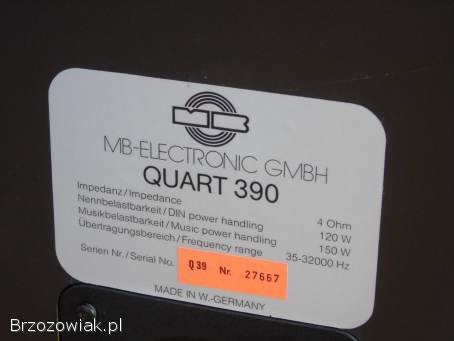 MB
MB-ELECTRONIC GMBH
QUART 390
Impedanz/Impedance 4 Ohm
Nennbelastbarkeit/DIN power handling 120 W
Musikbelastbarkeit/Music power handling 150 W
Übertragungsbereich/Frequency range 35-32000 Hz
Serien Nr./Serial No. Q39 Nr. 27667
MADE IN W.-GERMANY
Brzozowiak.pl